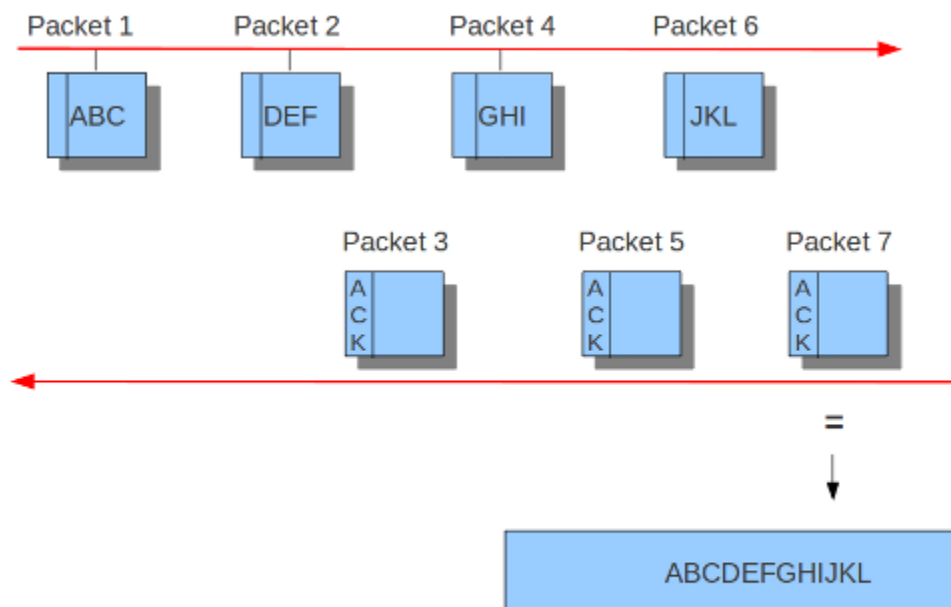 Packet 1 Packet 2 Packet 4 Packet 6
ABC DEF GHI JKL
Packet 3 Packet 5 Packet 7
A A A
C C C
K K K
=
ABCDEFGHIJKL